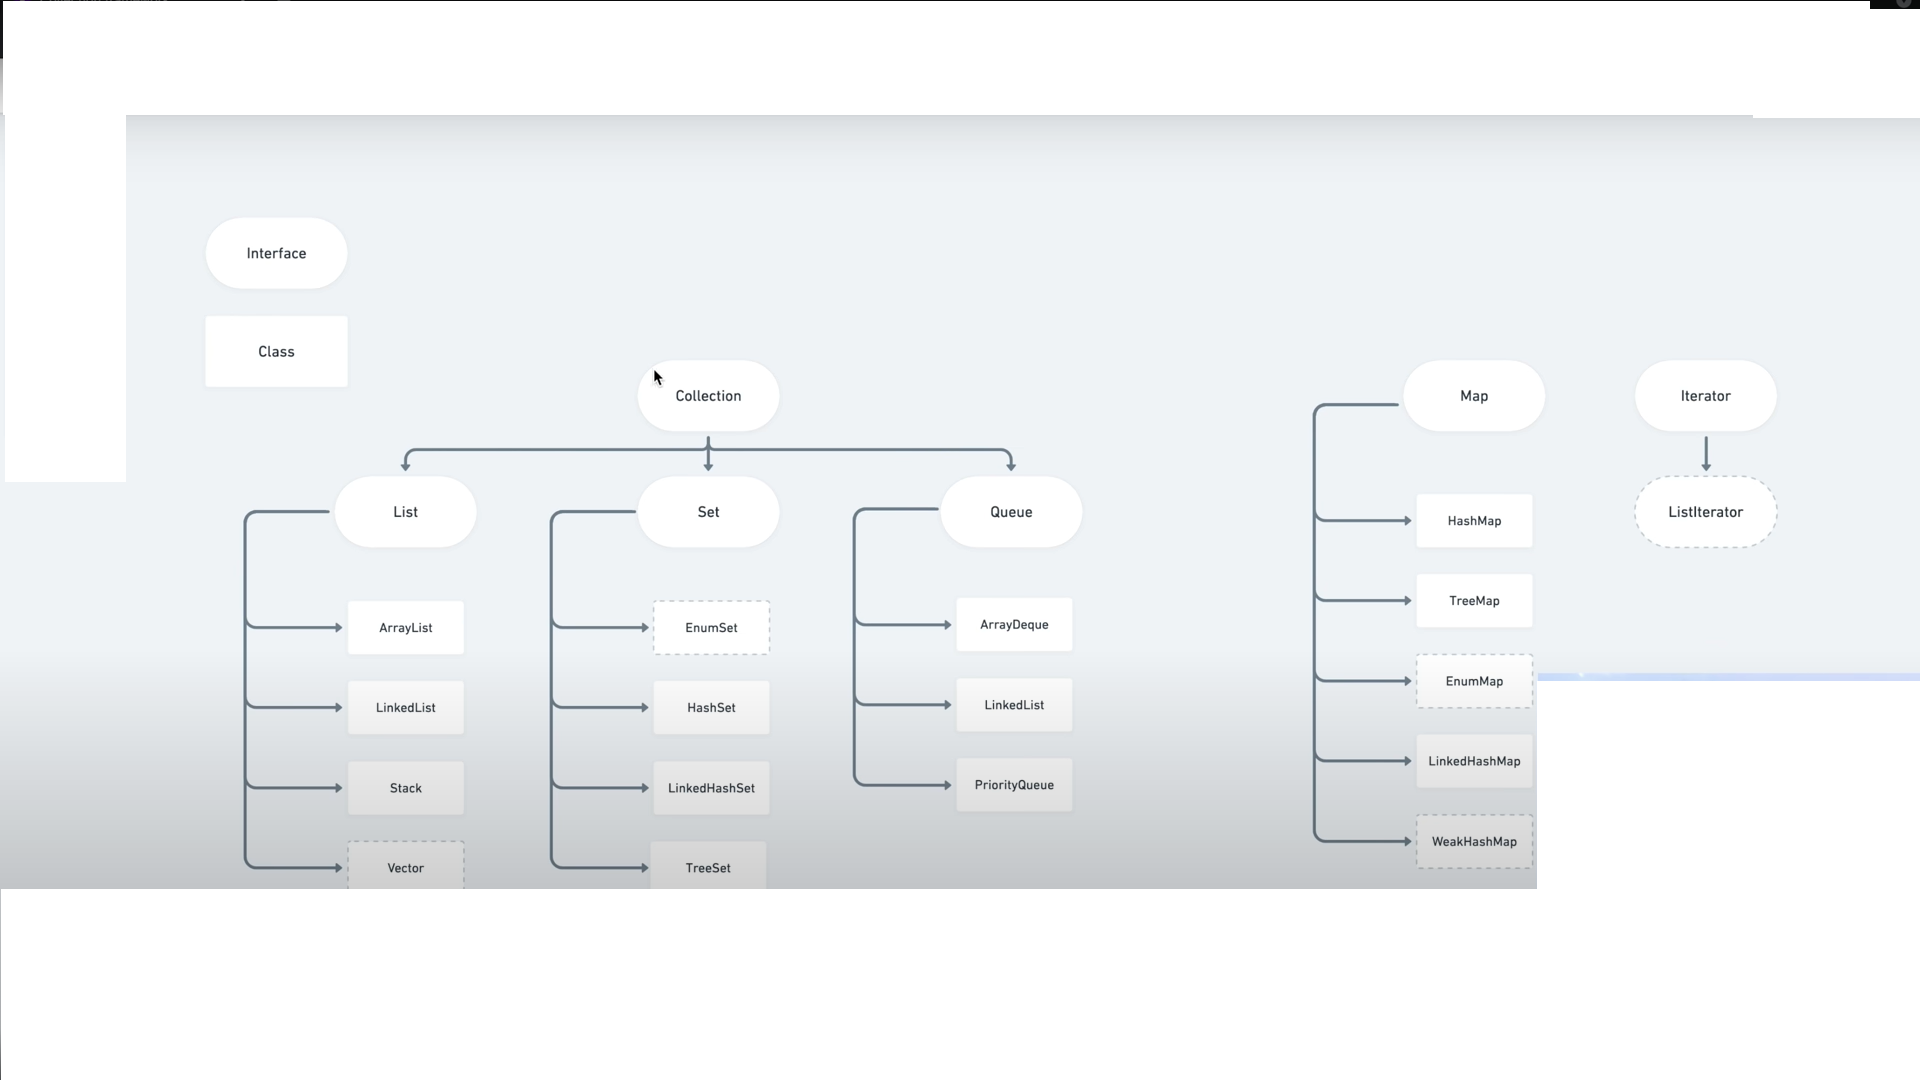 Interface
Class
Collection
Map
Iterator
List
Set
Queue
HashMap
ListIterator
TreeMap
ArrayList
EnumSet
ArrayDeque
EnumMap
LinkedList
HashSet
LinkedList
LinkedHashMap
Stack
LinkedHashSet
PriorityQueue
WeakHashMap
Vector
TreeSet